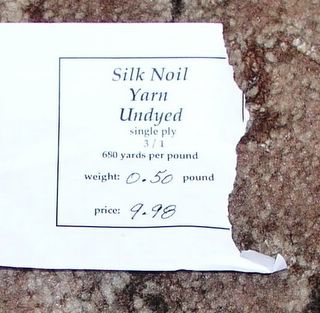 Silk Noil
Yarn
Undyed
single ply
3 / 1
680 yards per pound
weight: 0.50 pound
price: 9.98